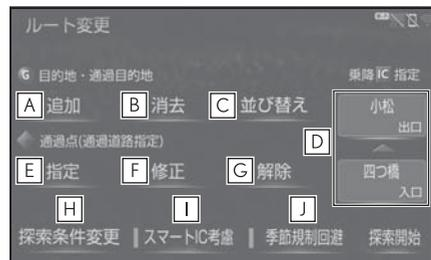 ルート変更
G 目的地・通過目的地
乗降IC 指定
A 追加
B 消去
C 並び替え
D
小松
出口
通過点(通過道路指定)
四つ橋
入口
E 指定
F 修正
G 解除
H
I
J
探索条件変更
スマートIC考慮
季節規制回避
探索開始